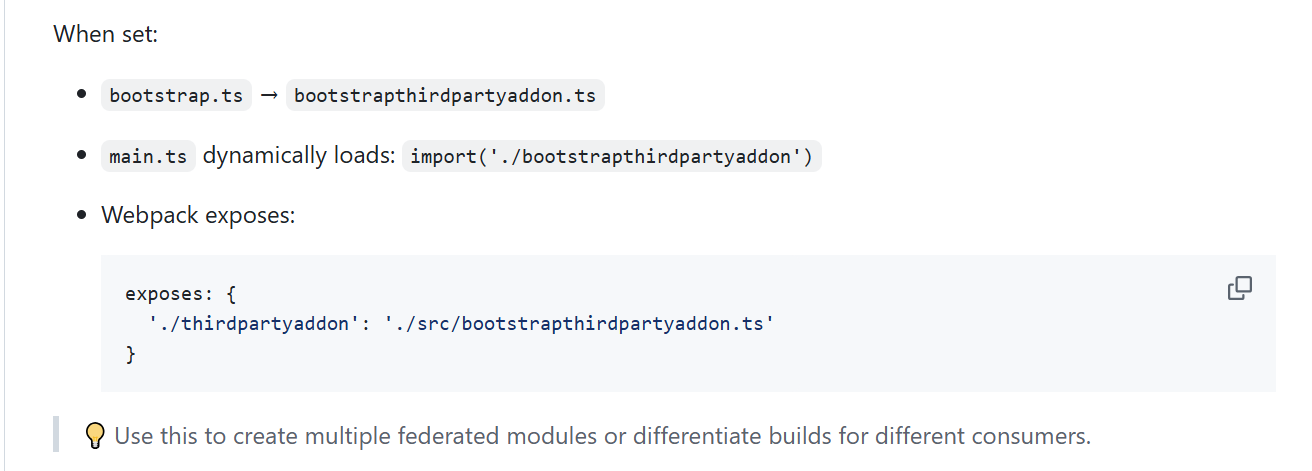 When set:
bootstrap.ts → bootstrapthirdpartyaddon.ts
main.ts dynamically loads: import('./bootstrapthirdpartyaddon')
Webpack exposes:
exposes: {
  './thirdpartyaddon': './src/bootstrapthirdpartyaddon.ts'
}
💡 Use this to create multiple federated modules or differentiate builds for different consumers.